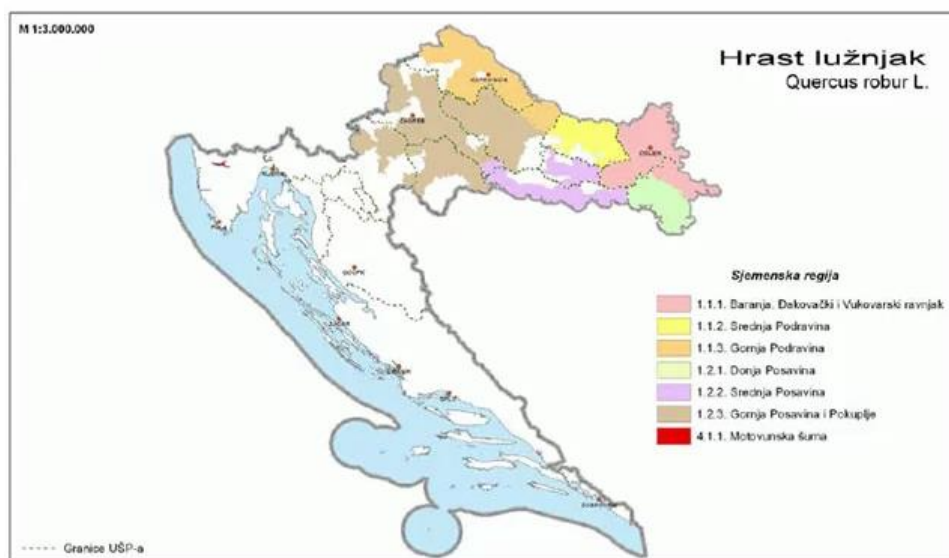 M 1:3.000.000
Hrast lužnjak
Quercus robur L.
ZAGREB
OSIJEK
GOSPIĆ
ZADAR
SPLIT
Sjemenska regija
1.1.1. Baranja, Đakovački i Vukovarski ravnjak
1.1.2. Srednja Podravina
1.1.3. Gornja Podravina
1.2.1. Donja Posavina
1.2.2. Srednja Posavina
1.2.3. Gornja Posavina i Pokuplje
4.1.1. Motovunska šuma
Granice UŠP-a